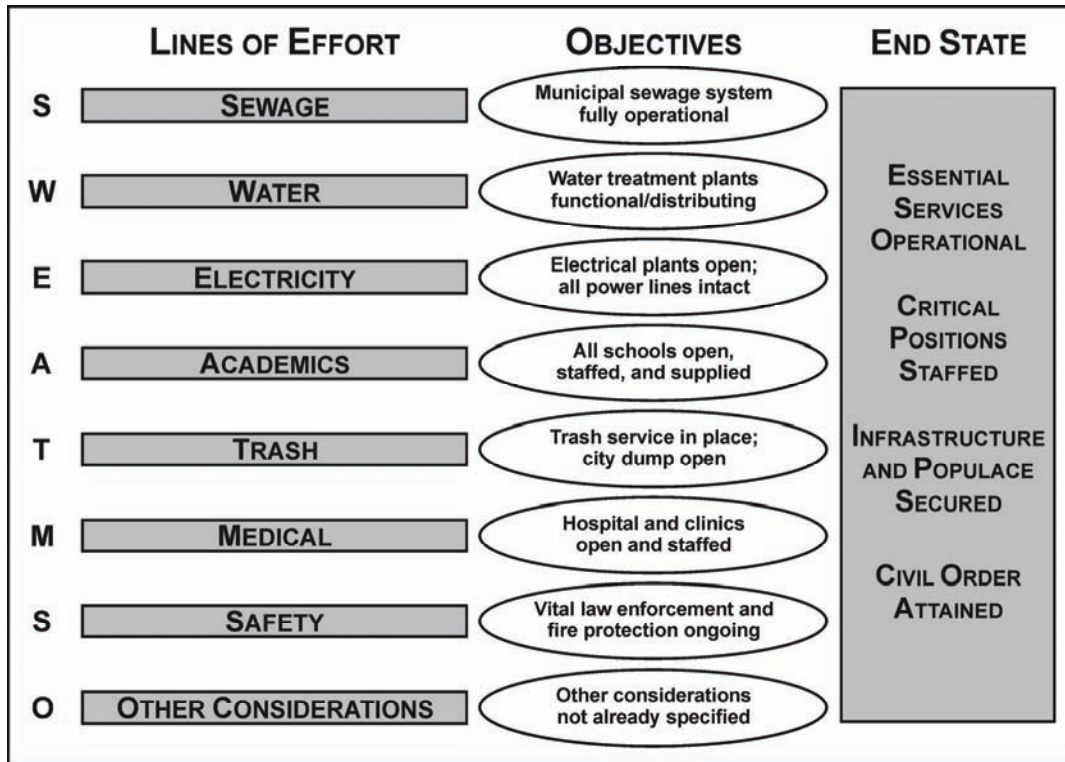 LINES OF EFFORT OBJECTIVES END STATE
S SEWAGE Municipal sewage system
fully operational
W WATER Water treatment plants
functional/distributing
E ELECTRICITY Electrical plants open;
all power lines intact
A ACADEMICS All schools open,
staffed, and supplied
T TRASH Trash service in place;
city dump open
M MEDICAL Hospital and clinics
open and staffed
S SAFETY Vital law enforcement and
fire protection ongoing
O OTHER CONSIDERATIONS Other considerations
not already specified
ESSENTIAL
SERVICES
OPERATIONAL
CRITICAL
POSITIONS
STAFFED
INFRASTRUCTURE
AND POPULACE
SECURED
CIVIL ORDER
ATTAINED